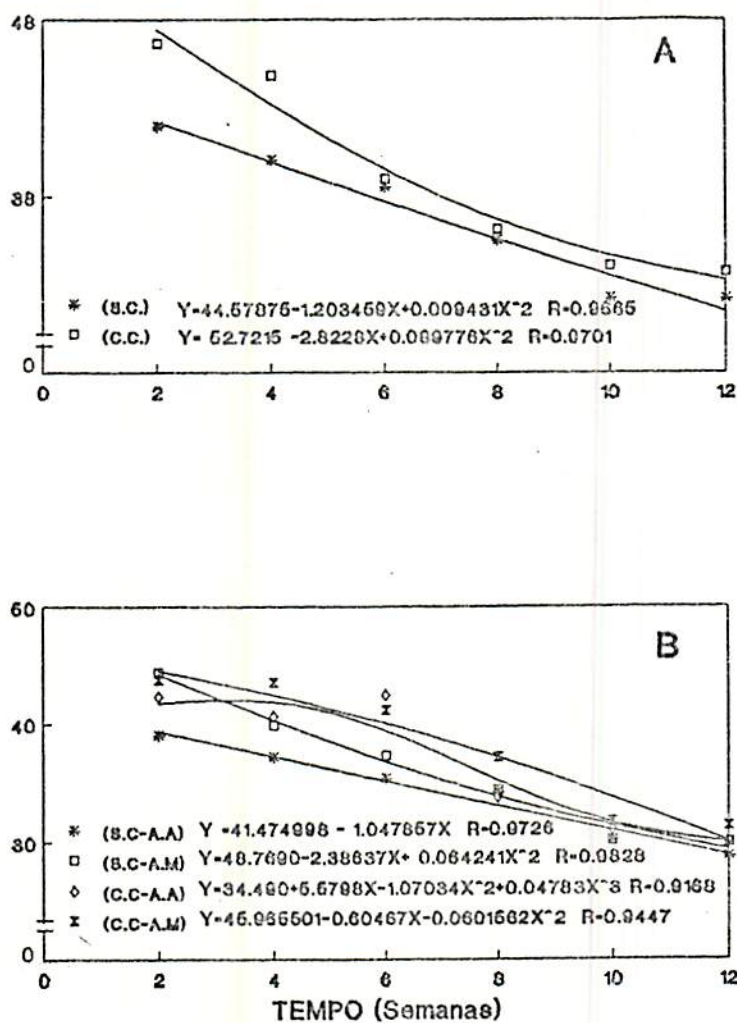 48
A
38
* (S.C.) Y=44.57875-1.203459X+0.009431X^2 R=0.9565
□ (C.C.) Y= 52.7215 -2.8228X+0.099776X^2 R=0.9701
0
0 2 4 6 8 10 12
60
B
40
30
* (S.C-A.A) Y =41.474998 - 1.047857X R=0.9726
□ (S.C-A.M) Y=48.7690-2.38637X+ 0.064241X^2 R=0.9828
◊ (C.C-A.A) Y=34.490+5.5798X-1.07034X^2+0.04783X^3 R=0.9168
(C.C-A.M) Y=45.965501-0.60467X-0.0601562X^2 R=0.9447
0
0 2 4 6 8 10 12
TEMPO (Semanas)